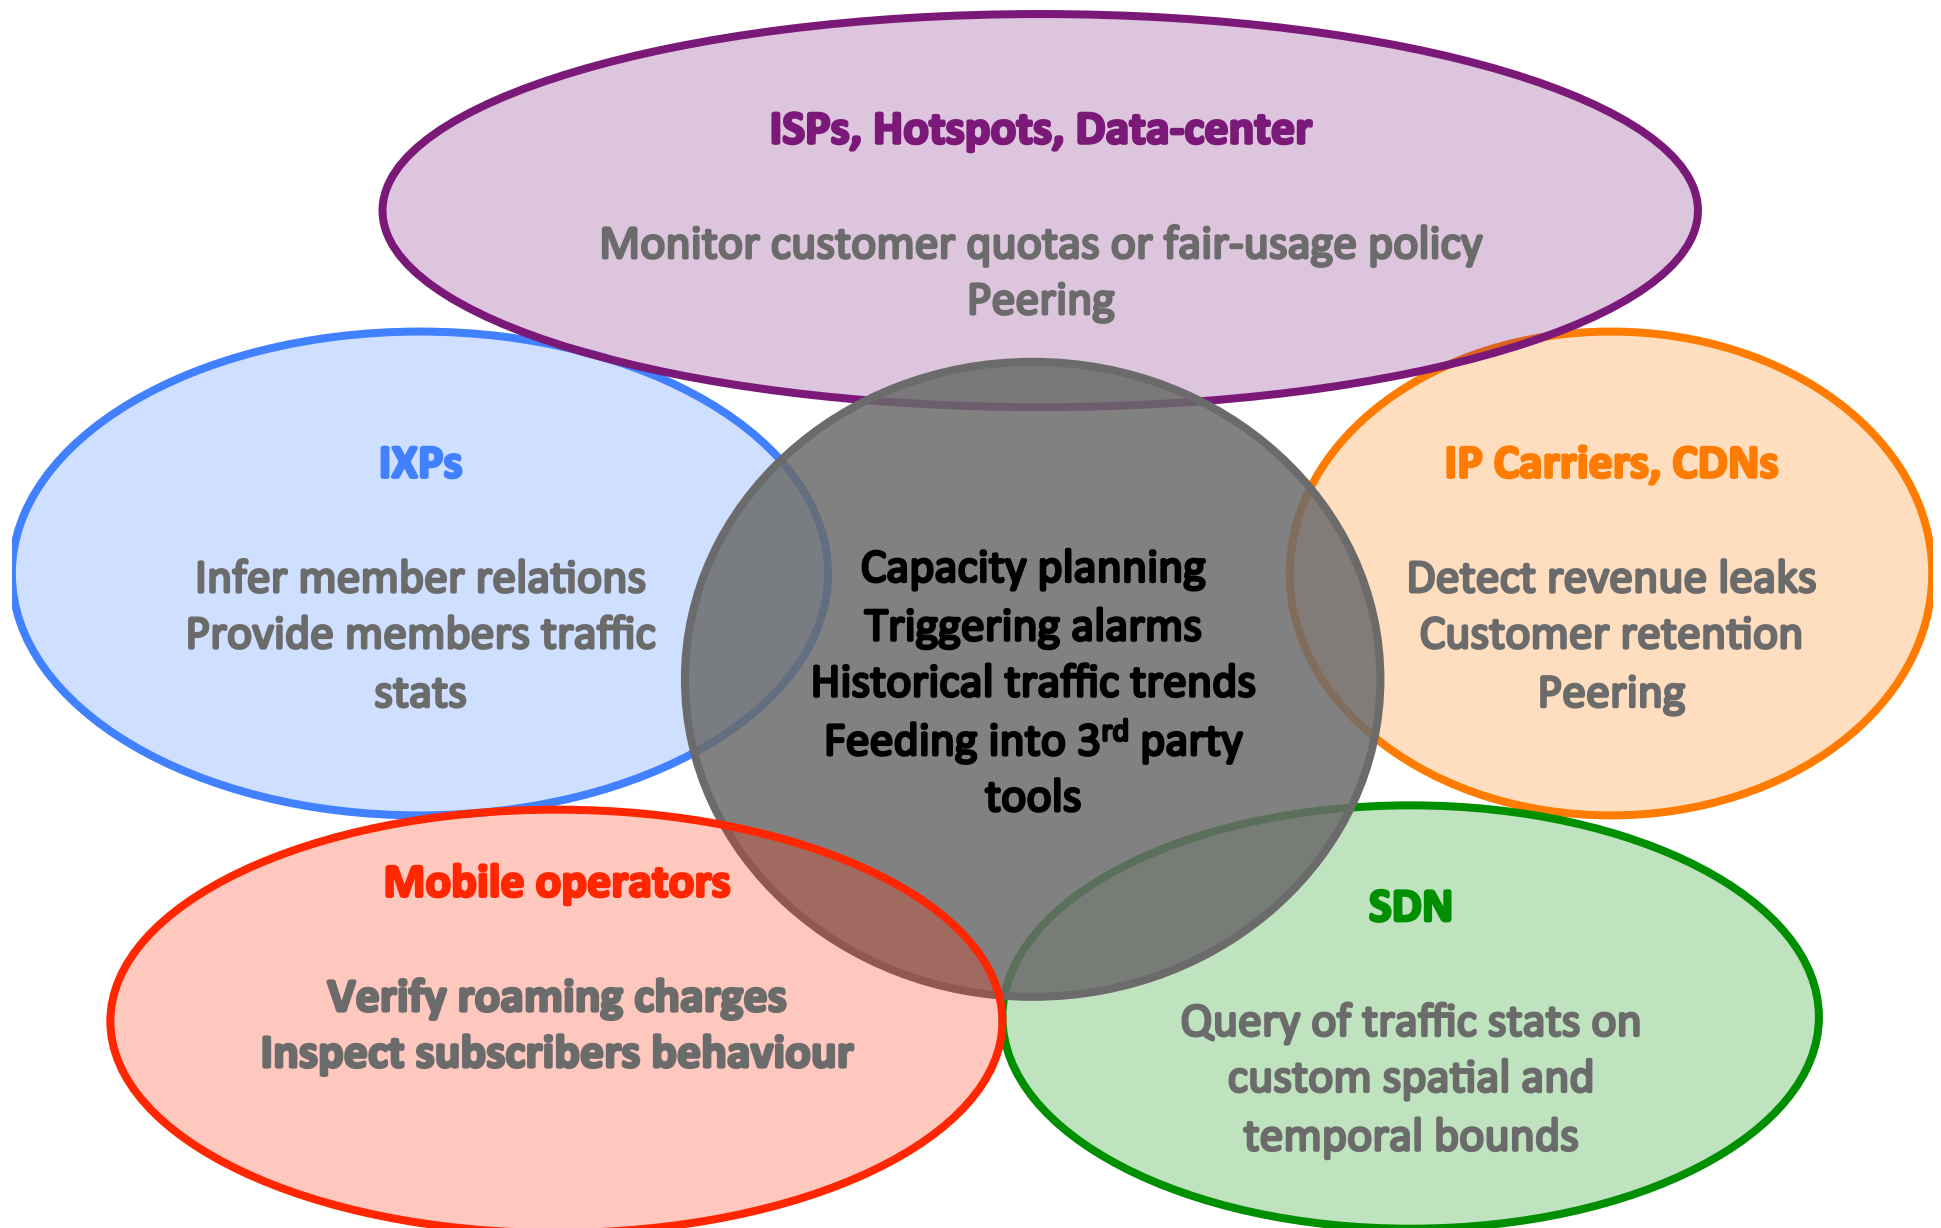 ISPs, Hotspots, Data-center
Monitor customer quotas or fair-usage policy
Peering
IXPs
Infer member relations
Provide members traffic
stats
IP Carriers, CDNs
Detect revenue leaks
Customer retention
Peering
Capacity planning
Triggering alarms
Historical traffic trends
Feeding into 3rd party
tools
Mobile operators
Verify roaming charges
Inspect subscribers behaviour
SDN
Query of traffic stats on
custom spatial and
temporal bounds